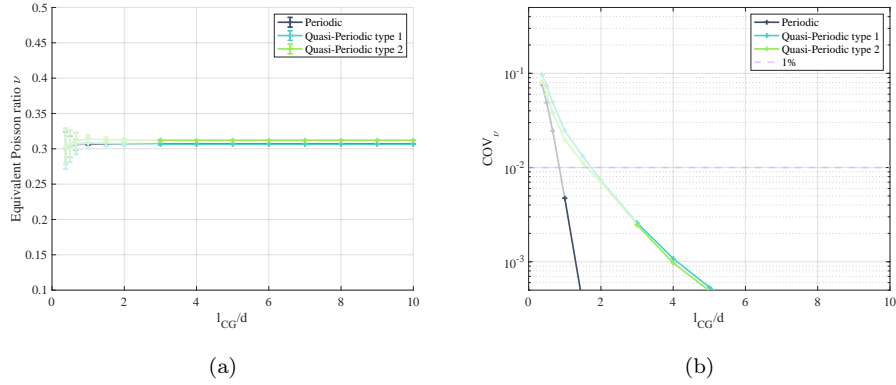 0.5
0.45
0.4
0.35
0.3
0.25
0.2
0.15
0.1
0 2 4 6 8 10
l_CG/d
Equivalent Poisson ratio ν
Periodic
Quasi-Periodic type 1
Quasi-Periodic type 2
(a)
10^-1
10^-2
10^-3
0 2 4 6 8 10
l_CG/d
COV_ν
Periodic
Quasi-Periodic type 1
Quasi-Periodic type 2
1%
(b)